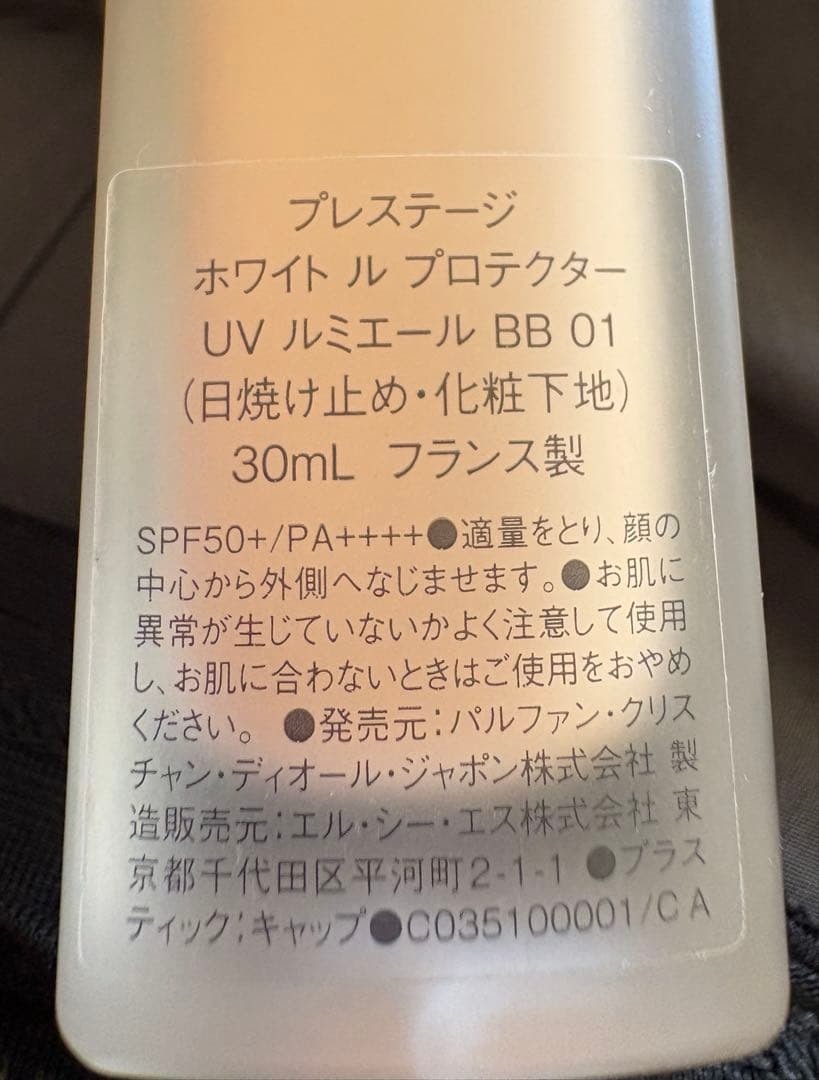 プレステージ
ホワイト ル プロテクター
UV ルミエール BB 01
(日焼け止め・化粧下地)
30mL フランス製
SPF50+/PA++++●適量をとり、顔の
中心から外側へなじませます。●お肌に
異常が生じていないかよく注意して使用
し、お肌に合わないときはご使用をおやめ
ください。 ●発売元:パルファン・クリス
チャン・ディオール・ジャポン株式会社 製
造販売元:エル・シー・エス株式会社 東
京都千代田区平河町2-1-1 ●プラス
ティック:キャップ●C035100001/CA